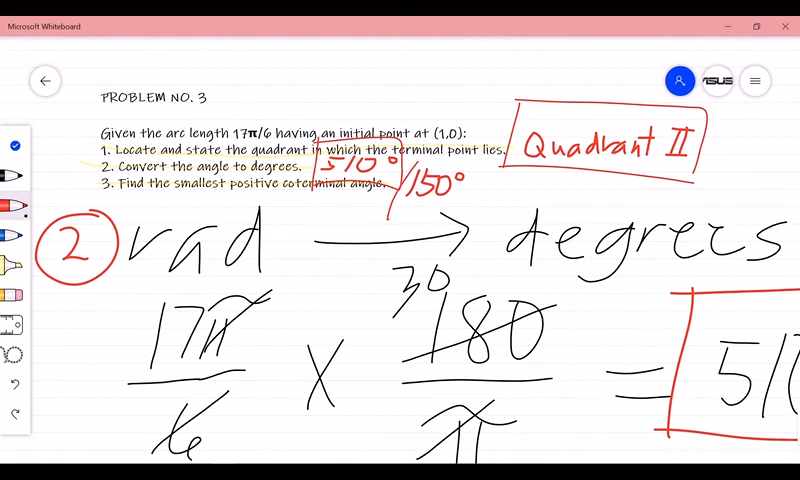 Microsoft Whiteboard
ASUS
PROBLEM NO. 3
Given the arc length 17π/6 having an initial point at (1,0):
1. Locate and state the quadrant in which the terminal point lies.
2. Convert the angle to degrees.
3. Find the smallest positive coterminal angle.
Quadrant II
510°
/150°
2 rad → degrees
30
17π/6 × 180/π = 510